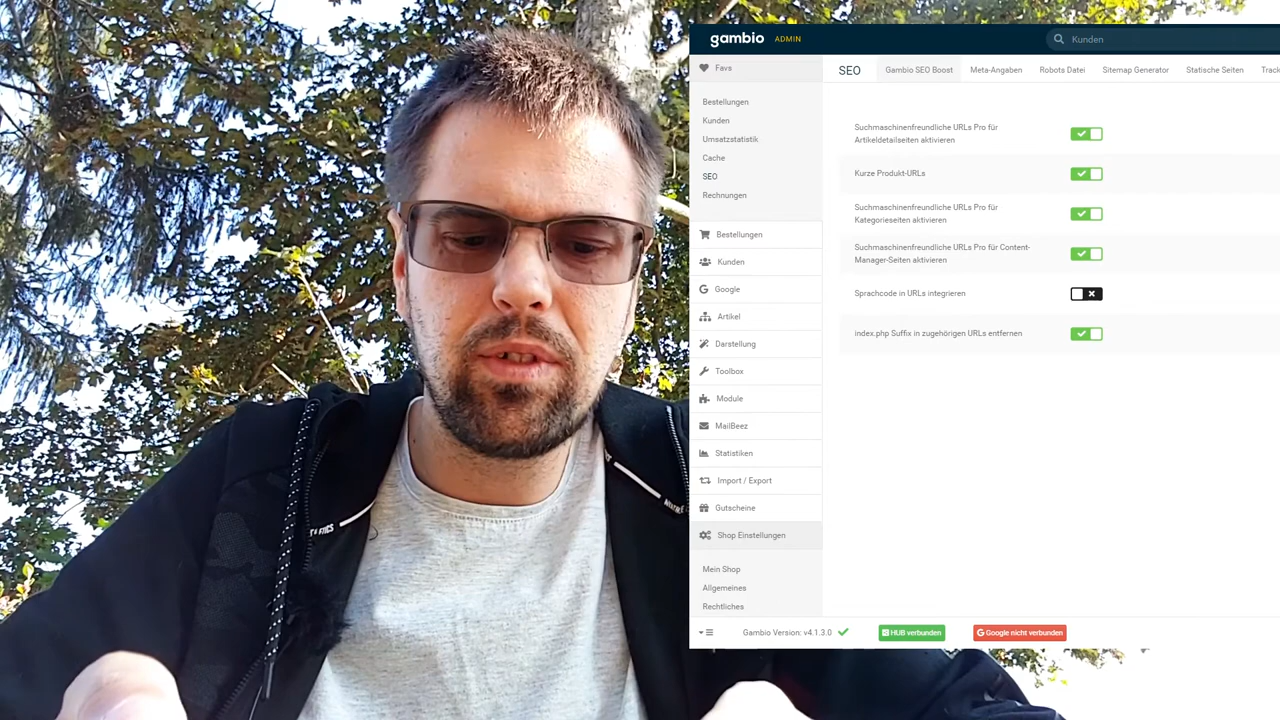 gambio ADMIN
Kunden
Favs
SEO
Gambio SEO Boost
Meta-Angaben
Robots Datei
Sitemap Generator
Statische Seiten
Track
Bestellungen
Kunden
Umsatzstatistik
Cache
SEO
Rechnungen
Bestellungen
Kunden
Google
Artikel
Darstellung
Toolbox
Module
MailBeez
Statistiken
Import / Export
Gutscheine
Shop Einstellungen
Mein Shop
Allgemeines
Rechtliches
Suchmaschinenfreundliche URLs Pro für
Artikeldetailseiten aktivieren
Kurze Produkt-URLs
Suchmaschinenfreundliche URLs Pro für
Kategorieseiten aktivieren
Suchmaschinenfreundliche URLs Pro für Content-
Manager-Seiten aktivieren
Sprachcode in URLs integrieren
index.php Suffix in zugehörigen URLs entfernen
Gambio Version: v4.1.3.0
HUB verbunden
Google nicht verbunden